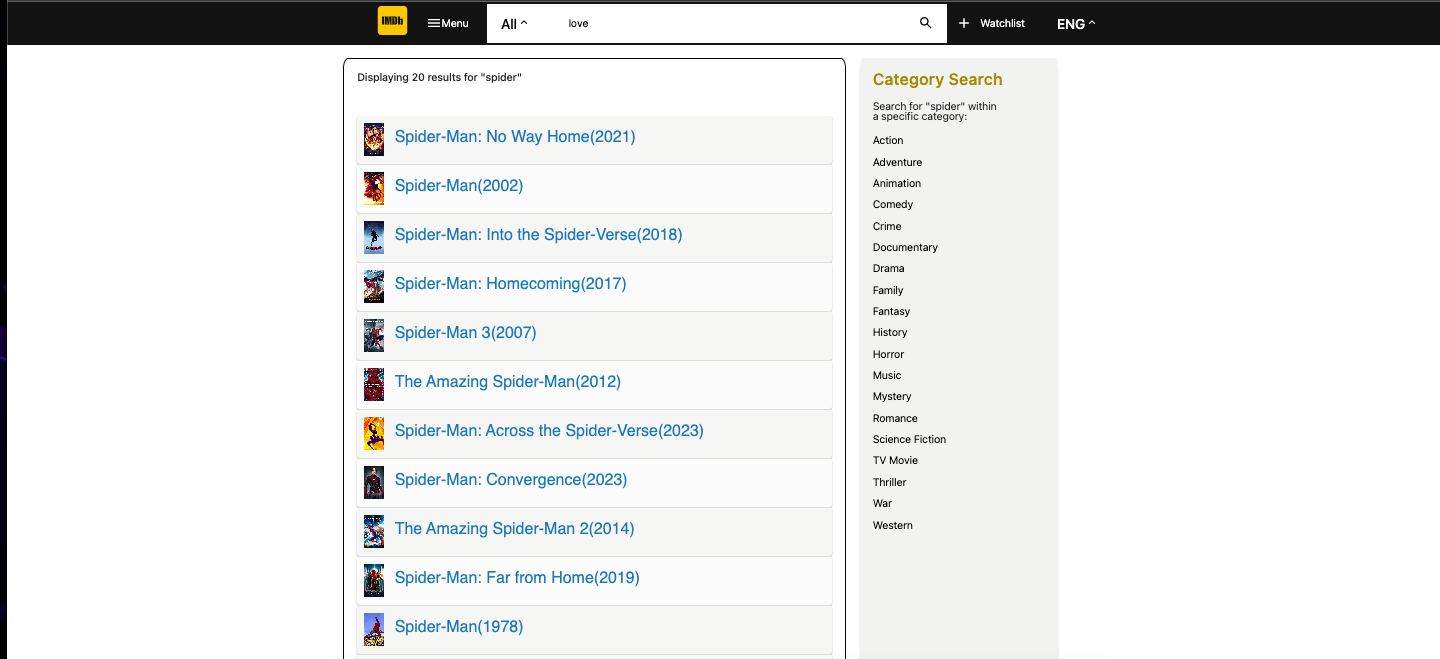 IMDb Menu All love Watchlist ENG
Displaying 20 results for "spider"
Spider-Man: No Way Home(2021)
Spider-Man(2002)
Spider-Man: Into the Spider-Verse(2018)
Spider-Man: Homecoming(2017)
Spider-Man 3(2007)
The Amazing Spider-Man(2012)
Spider-Man: Across the Spider-Verse(2023)
Spider-Man: Convergence(2023)
The Amazing Spider-Man 2(2014)
Spider-Man: Far from Home(2019)
Spider-Man(1978)
Category Search
Search for "spider" within
a specific category:
Action
Adventure
Animation
Comedy
Crime
Documentary
Drama
Family
Fantasy
History
Horror
Music
Mystery
Romance
Science Fiction
TV Movie
Thriller
War
Western